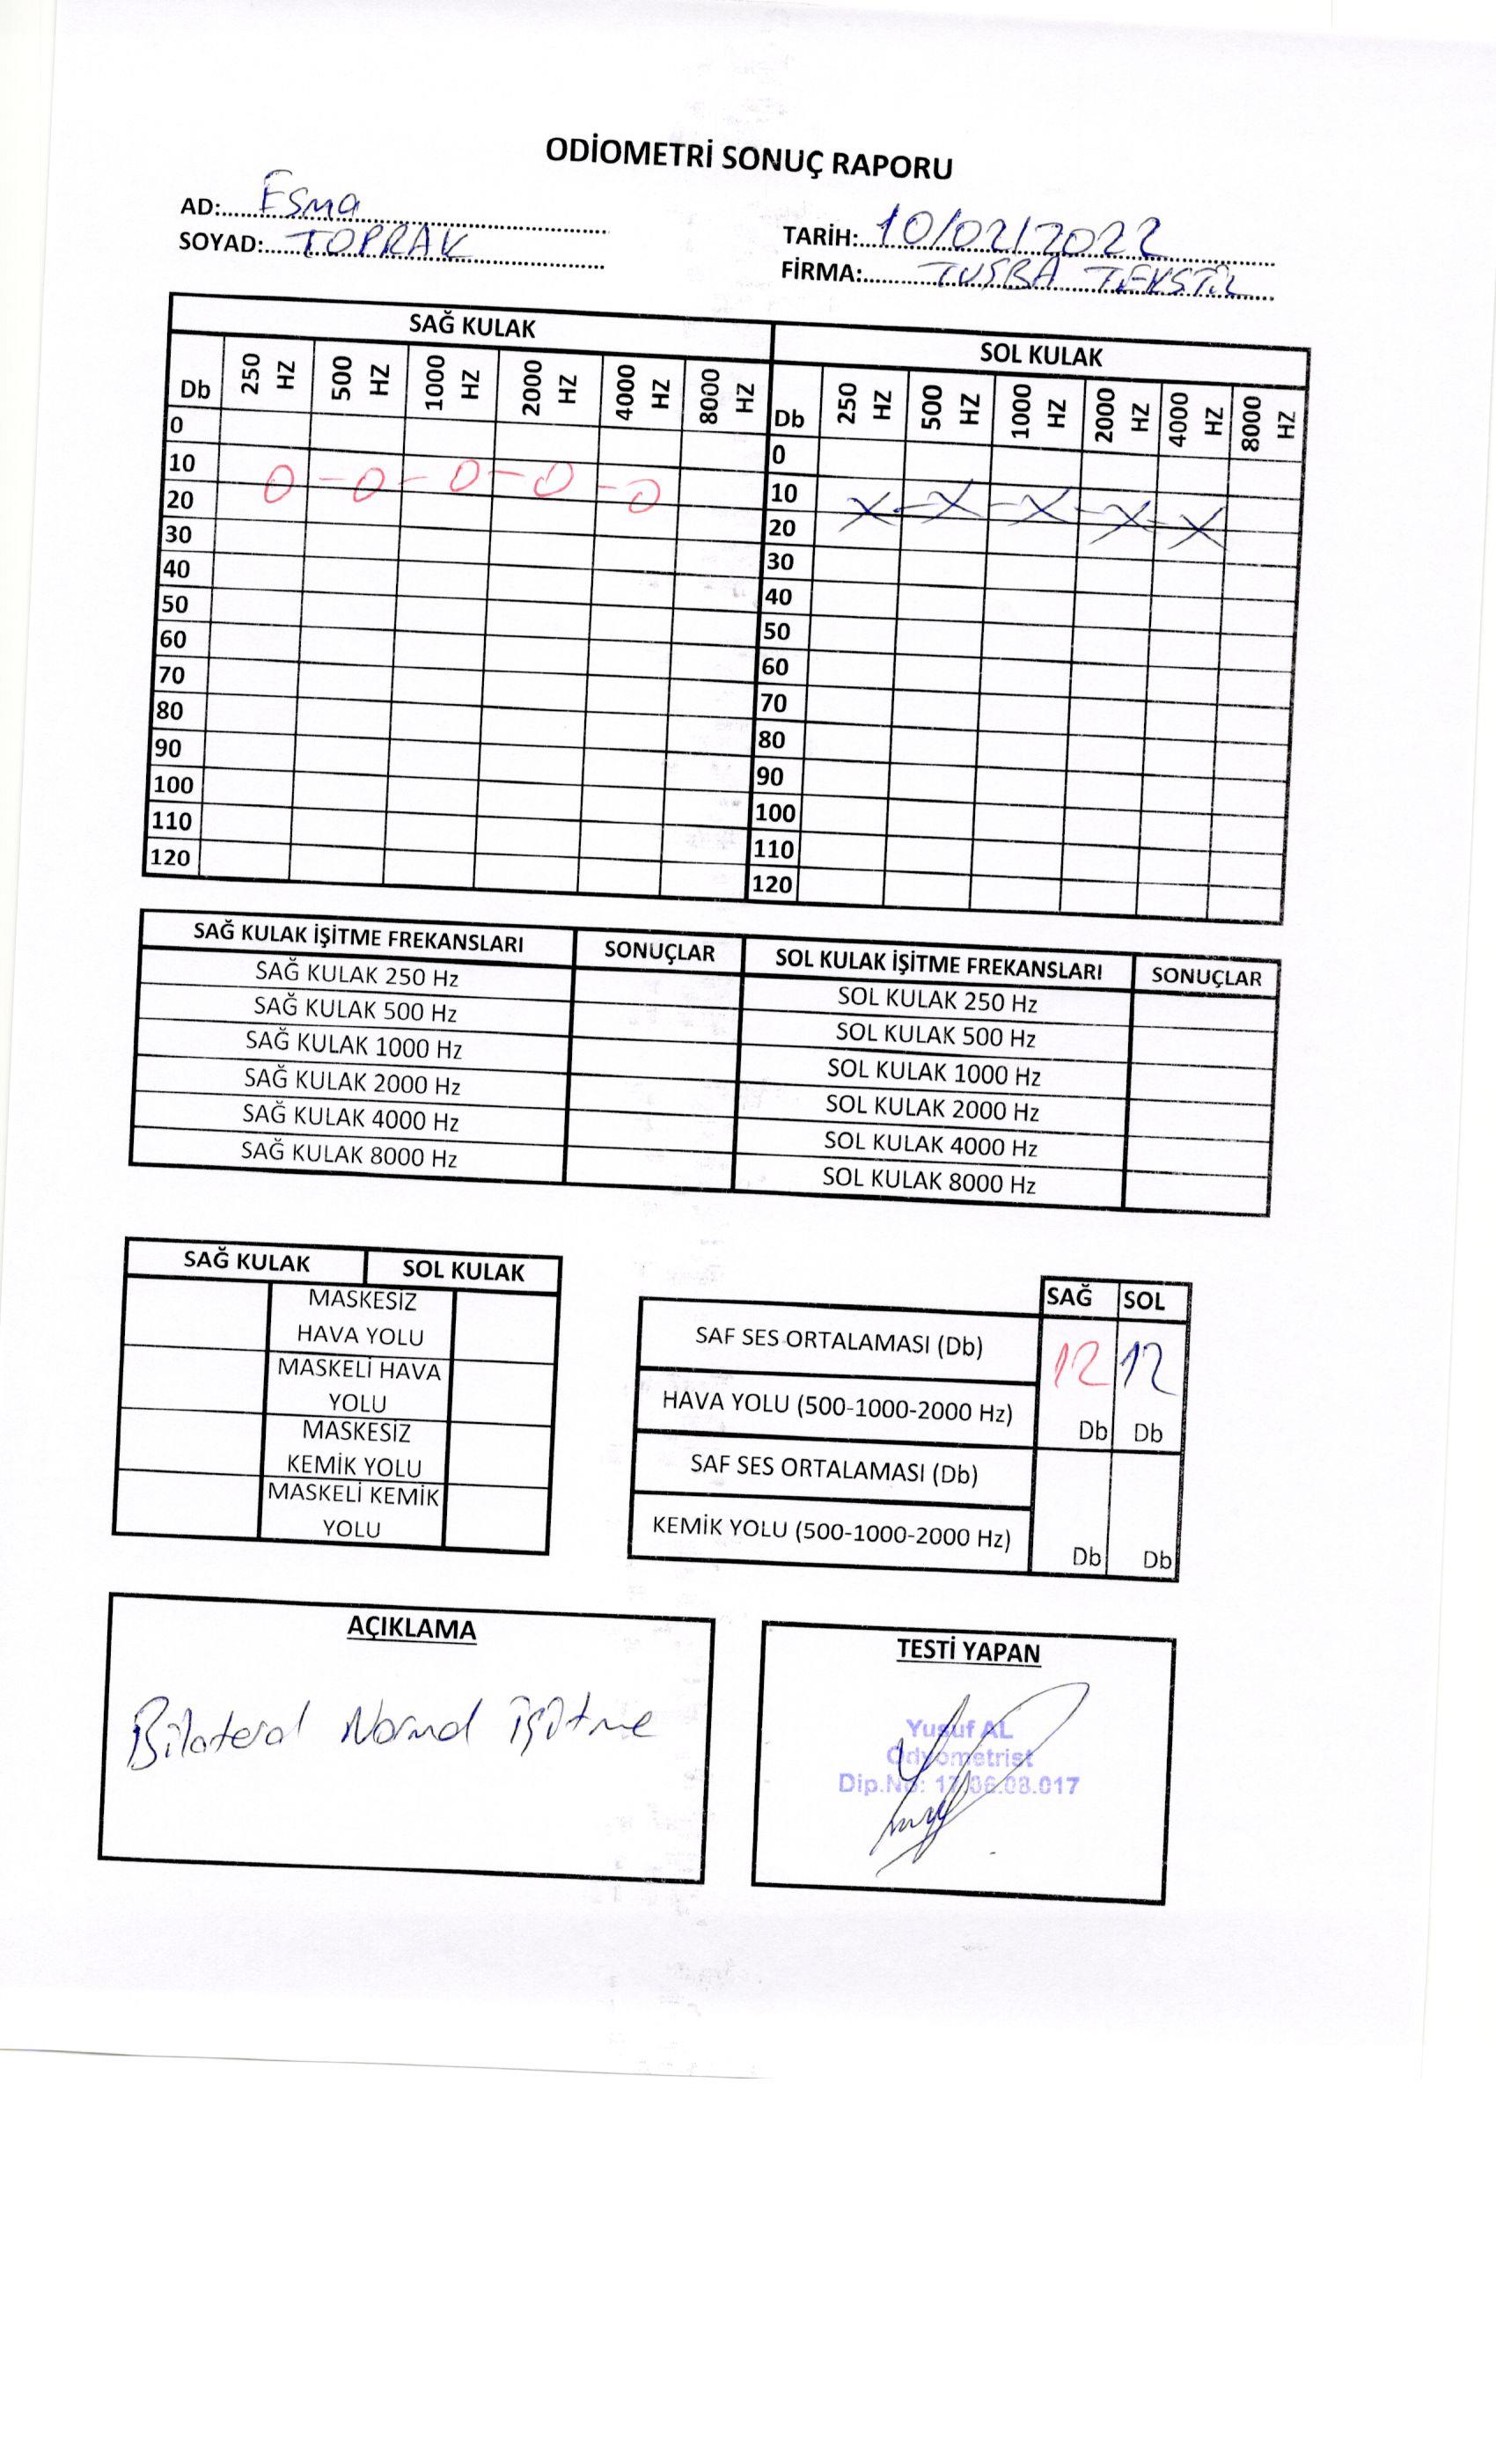 ODİOMETRİ SONUÇ RAPORU
AD: Esma
SOYAD: TOPRAK
TARİH: 10/02/2022
FİRMA: TUSBA TEKSTİL
SAĞ KULAK SOL KULAK
Db 250 HZ 500 HZ 1000 HZ 2000 HZ 4000 HZ 8000 HZ Db 250 HZ 500 HZ 1000 HZ 2000 HZ 4000 HZ 8000 HZ
0 0
10 10
20 20
30 30
40 40
50 50
60 60
70 70
80 80
90 90
100 100
110 110
120 120
SAĞ KULAK İŞİTME FREKANSLARI SONUÇLAR SOL KULAK İŞİTME FREKANSLARI SONUÇLAR
SAĞ KULAK 250 Hz SOL KULAK 250 Hz
SAĞ KULAK 500 Hz SOL KULAK 500 Hz
SAĞ KULAK 1000 Hz SOL KULAK 1000 Hz
SAĞ KULAK 2000 Hz SOL KULAK 2000 Hz
SAĞ KULAK 4000 Hz SOL KULAK 4000 Hz
SAĞ KULAK 8000 Hz SOL KULAK 8000 Hz
SAĞ KULAK SOL KULAK
MASKESİZ
HAVA YOLU
MASKELİ HAVA
YOLU
MASKESİZ
KEMİK YOLU
MASKELİ KEMİK
YOLU
SAĞ SOL
SAF SES ORTALAMASI (Db) 12 12
HAVA YOLU (500-1000-2000 Hz) Db Db
SAF SES ORTALAMASI (Db)
KEMİK YOLU (500-1000-2000 Hz) Db Db
AÇIKLAMA
Bilateral Normal işitme
TESTİ YAPAN
Yusuf AL
Odyometrist
Dip.No: 17.06.08.017